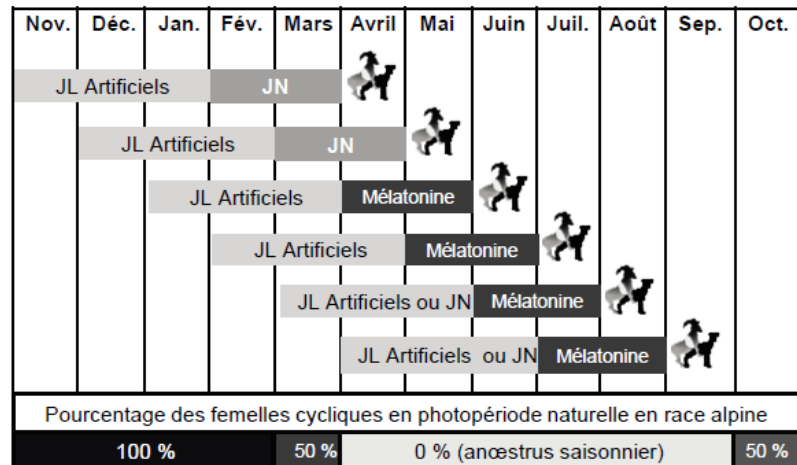 Nov. Déc. Jan. Fév. Mars Avril Mai Juin Juil. Août Sep. Oct.
JL Artificiels JN
JL Artificiels JN
JL Artificiels Mélatonine
JL Artificiels Mélatonine
JL Artificiels ou JN Mélatonine
JL Artificiels ou JN Mélatonine
Pourcentage des femelles cycliques en photopériode naturelle en race alpine
100 % 50 % 0 % (anœstrus saisonnier) 50 %